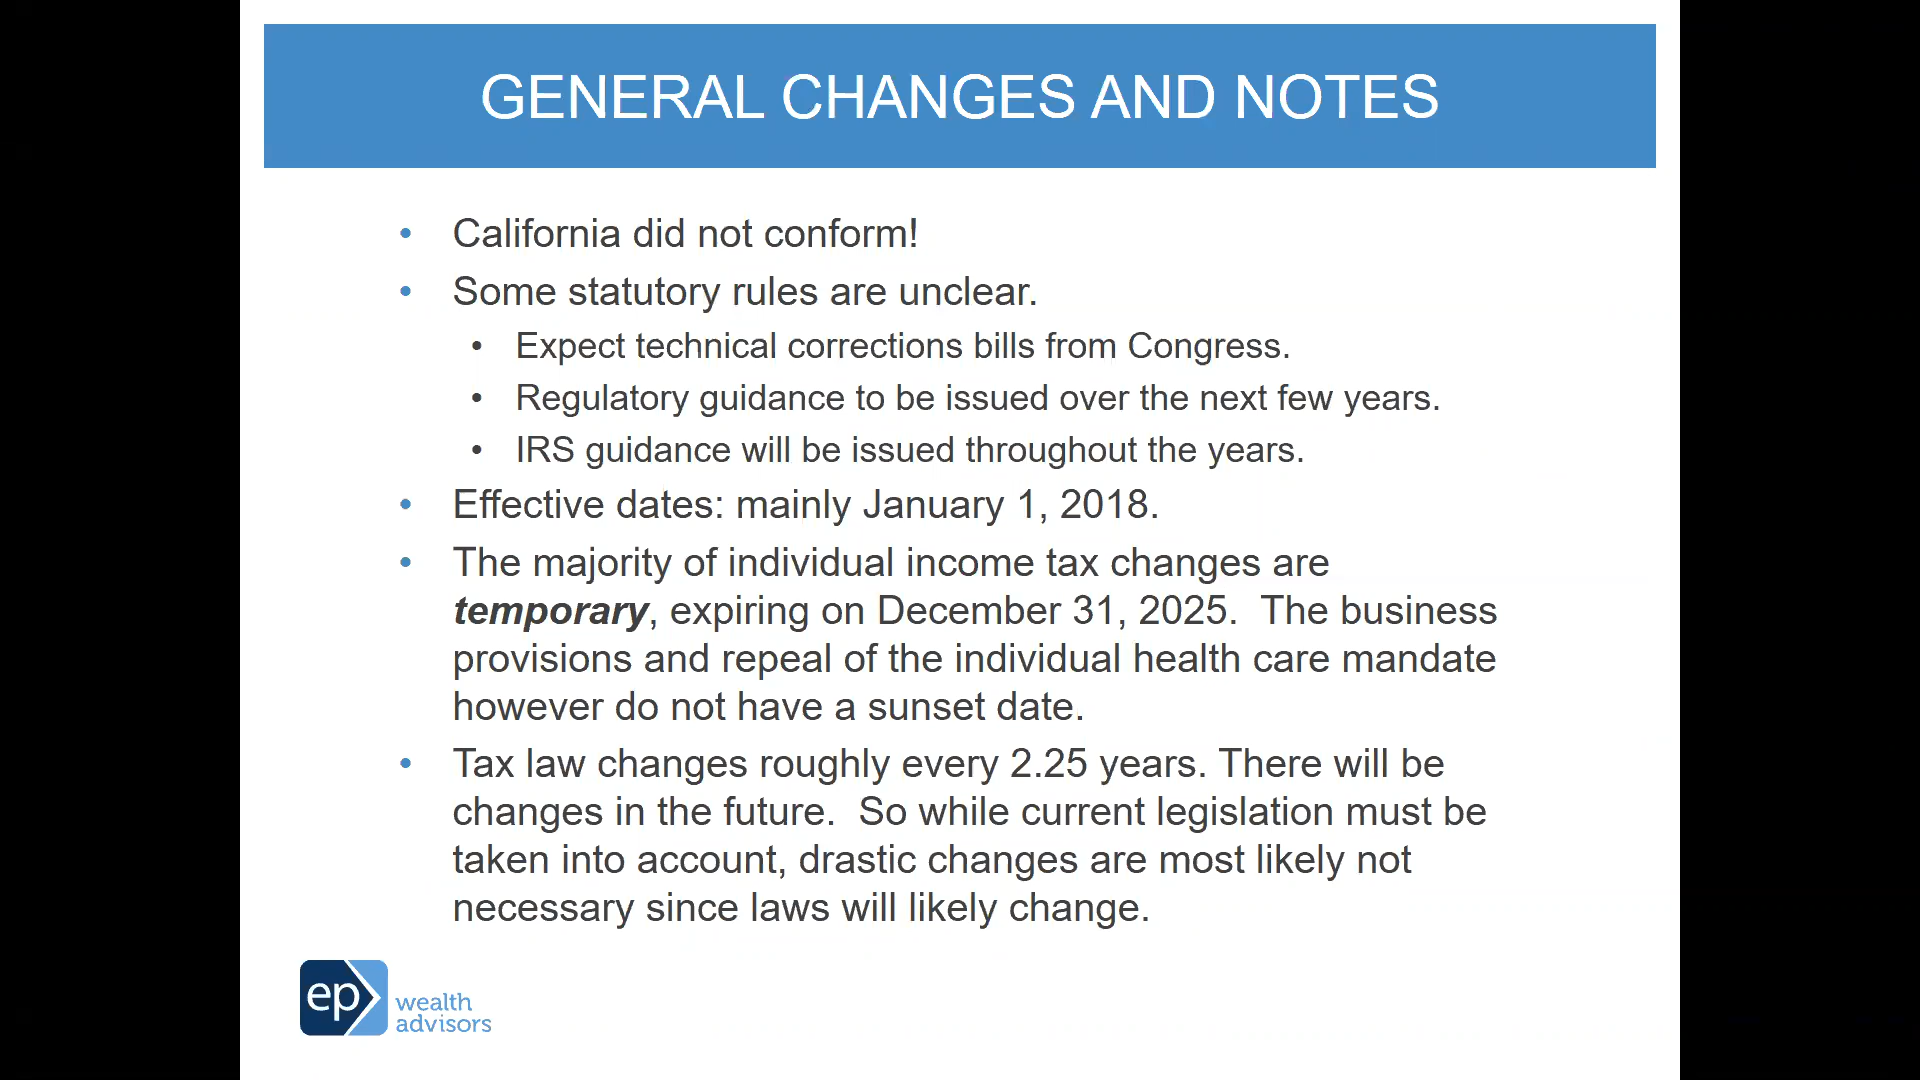 GENERAL CHANGES AND NOTES
• California did not conform!
• Some statutory rules are unclear.
• Expect technical corrections bills from Congress.
• Regulatory guidance to be issued over the next few years.
• IRS guidance will be issued throughout the years.
• Effective dates: mainly January 1, 2018.
• The majority of individual income tax changes are
temporary, expiring on December 31, 2025.  The business
provisions and repeal of the individual health care mandate
however do not have a sunset date.
• Tax law changes roughly every 2.25 years. There will be
changes in the future.  So while current legislation must be
taken into account, drastic changes are most likely not
necessary since laws will likely change.
ep
wealth
advisors